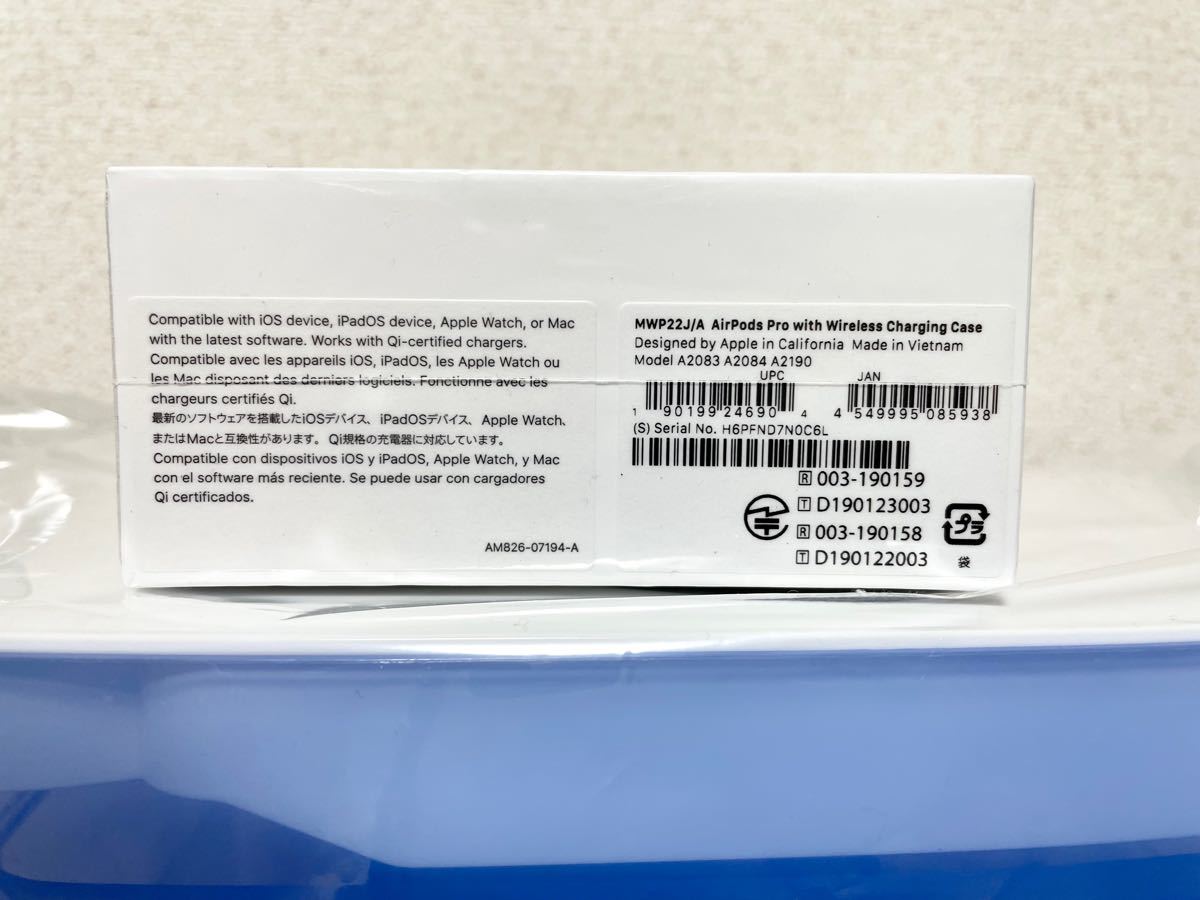 Compatible with iOS device, iPadOS device, Apple Watch, or Mac
with the latest software. Works with Qi-certified chargers.
Compatible avec les appareils iOS, iPadOS, les Apple Watch ou
les Mac disposant des derniers logiciels. Fonctionne avec les
chargeurs certifiés Qi.
最新のソフトウェアを搭載したiOSデバイス、iPadOSデバイス、Apple Watch、
またはMacと互換性があります。Qi規格の充電器に対応しています。
Compatible con dispositivos iOS y iPadOS, Apple Watch, y Mac
con el software más reciente. Se puede usar con cargadores
Qi certificados.
AM826-07194-A
MWP22J/A AirPods Pro with Wireless Charging Case
Designed by Apple in California Made in Vietnam
Model A2083 A2084 A2190
UPC JAN
1 90199 24690 4 4 549995 085938
(S) Serial No. H6PFND7N0C6L
R 003-190159
T D190123003
R 003-190158
T D190122003
プラ
袋